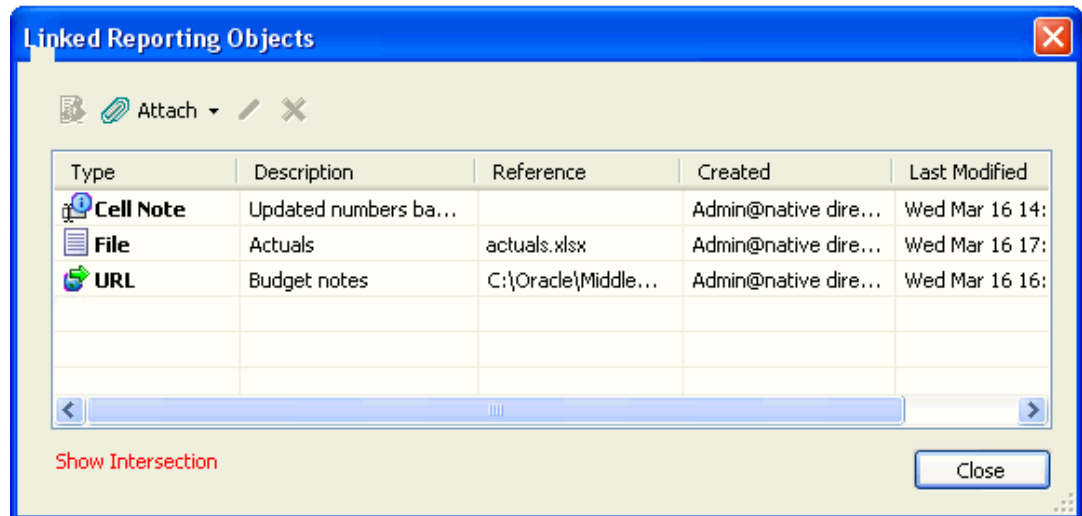 Linked Reporting Objects
Attach
Type Description Reference Created Last Modified
Cell Note Updated numbers ba... Admin@native dire... Wed Mar 16 14:
File Actuals actuals.xlsx Admin@native dire... Wed Mar 16 17:
URL Budget notes C:\Oracle\Middle... Admin@native dire... Wed Mar 16 16:
Show Intersection
Close